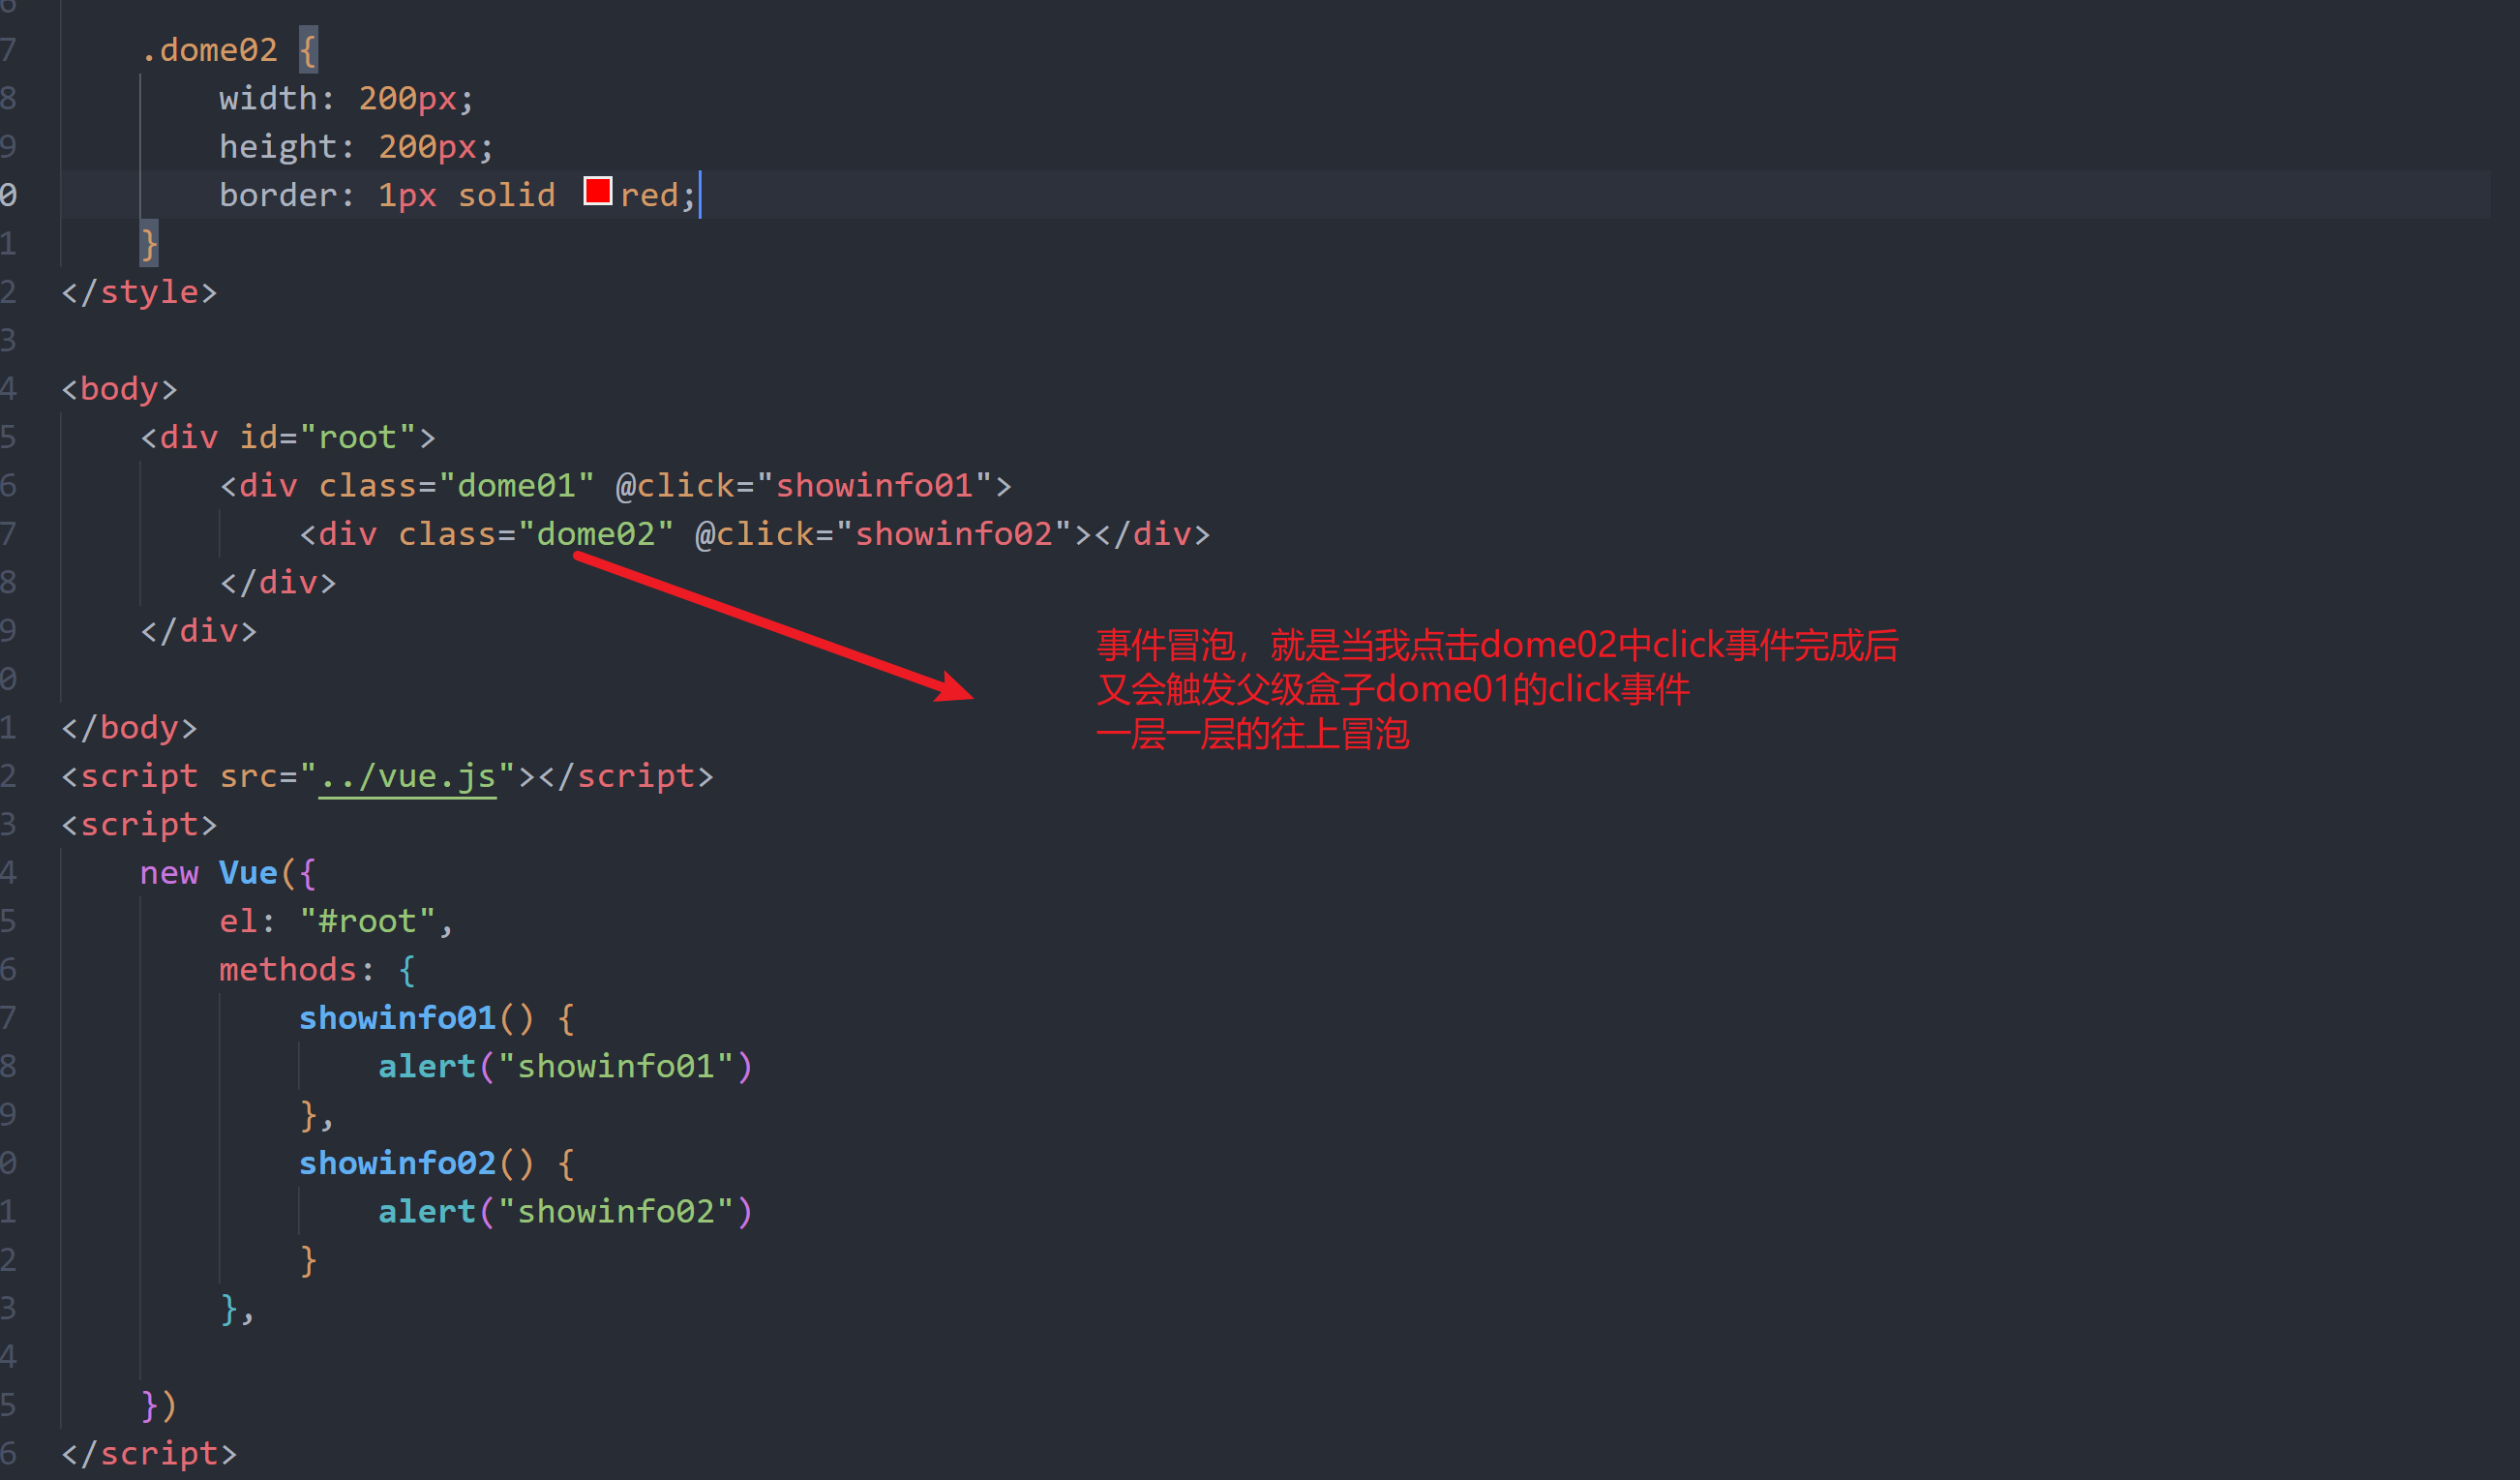 6
7 .dome02 {
8 width: 200px;
9 height: 200px;
0 border: 1px solid red;
1 }
2 </style>
3
4 <body>
5 <div id="root">
6 <div class="dome01" @click="showinfo01">
7 <div class="dome02" @click="showinfo02"></div>
8 </div>
9 </div>
事件冒泡，就是当我点击dome02中click事件完成后
0
又会触发父级盒子dome01的click事件
1 </body>
一层一层的往上冒泡
2 <script src="../vue.js"></script>
3 <script>
4 new Vue({
5 el: "#root",
6 methods: {
7 showinfo01() {
8 alert("showinfo01")
9 },
0 showinfo02() {
1 alert("showinfo02")
2 }
3 },
4
5 })
6 </script>